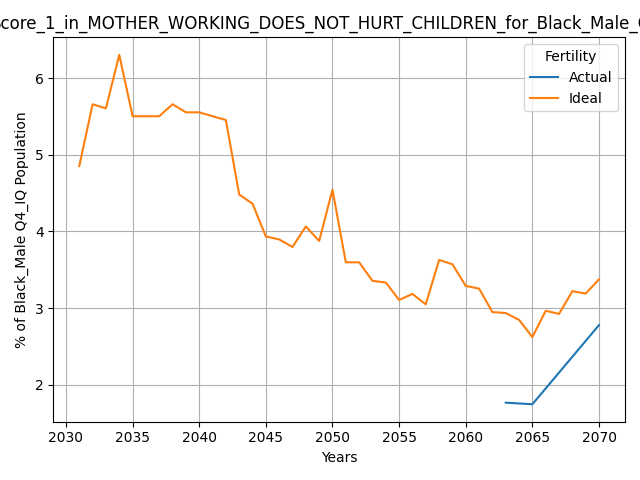 core_1_in_MOTHER_WORKING_DOES_NOT_HURT_CHILDREN_for_Black_Male_
Fertility
Actual
Ideal
% of Black_Male Q4_IQ Population
6
5
4
3
2
2030 2035 2040 2045 2050 2055 2060 2065 2070
Years